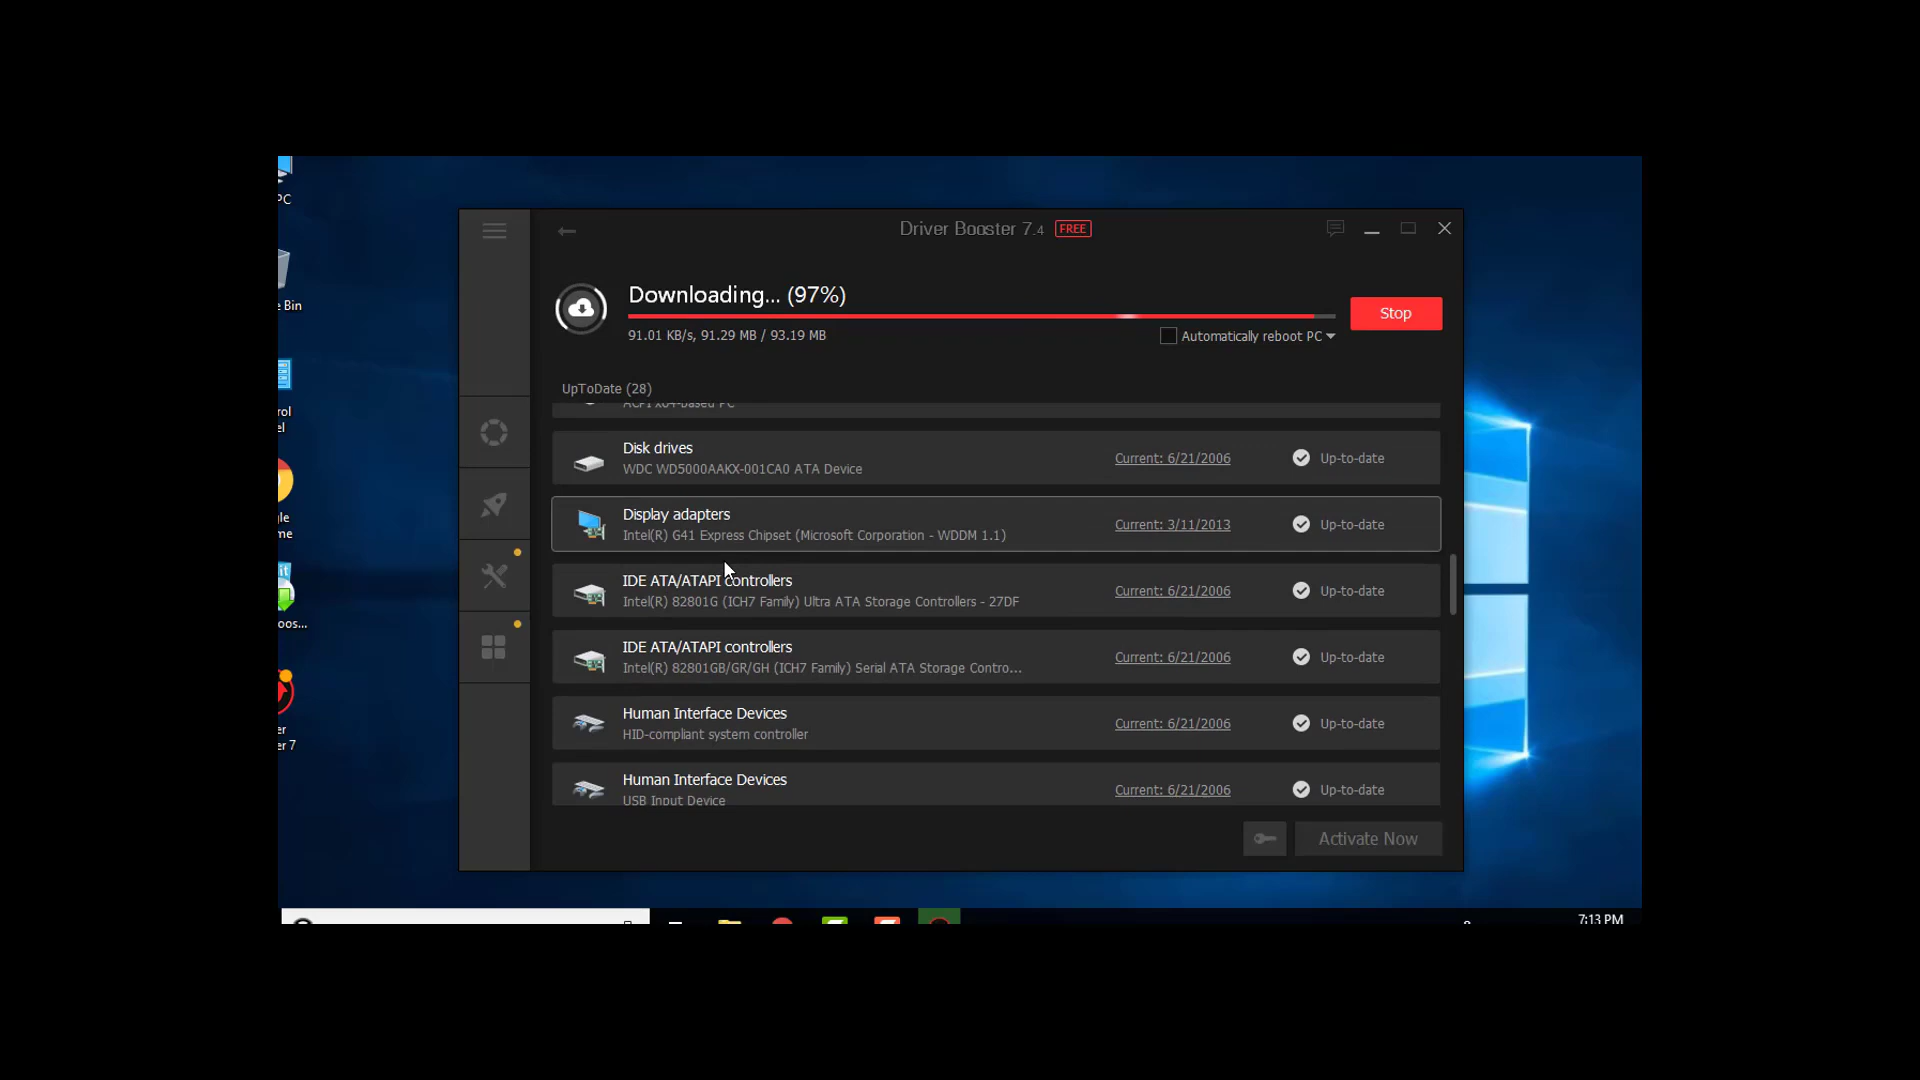 PC
e Bin
rol
el
gle
me
it
oos...
er
er 7
Driver Booster 7.4 FREE
Downloading... (97%)
Stop
91.01 KB/s, 91.29 MB / 93.19 MB
Automatically reboot PC
UpToDate (28)
ACPI x64-based PC
Disk drives
WDC WD5000AAKX-001CA0 ATA Device
Current: 6/21/2006
Up-to-date
Display adapters
Intel(R) G41 Express Chipset (Microsoft Corporation - WDDM 1.1)
Current: 3/11/2013
Up-to-date
IDE ATA/ATAPI controllers
Intel(R) 82801G (ICH7 Family) Ultra ATA Storage Controllers - 27DF
Current: 6/21/2006
Up-to-date
IDE ATA/ATAPI controllers
Intel(R) 82801GB/GR/GH (ICH7 Family) Serial ATA Storage Contro...
Current: 6/21/2006
Up-to-date
Human Interface Devices
HID-compliant system controller
Current: 6/21/2006
Up-to-date
Human Interface Devices
USB Input Device
Current: 6/21/2006
Up-to-date
Activate Now
7:13 PM